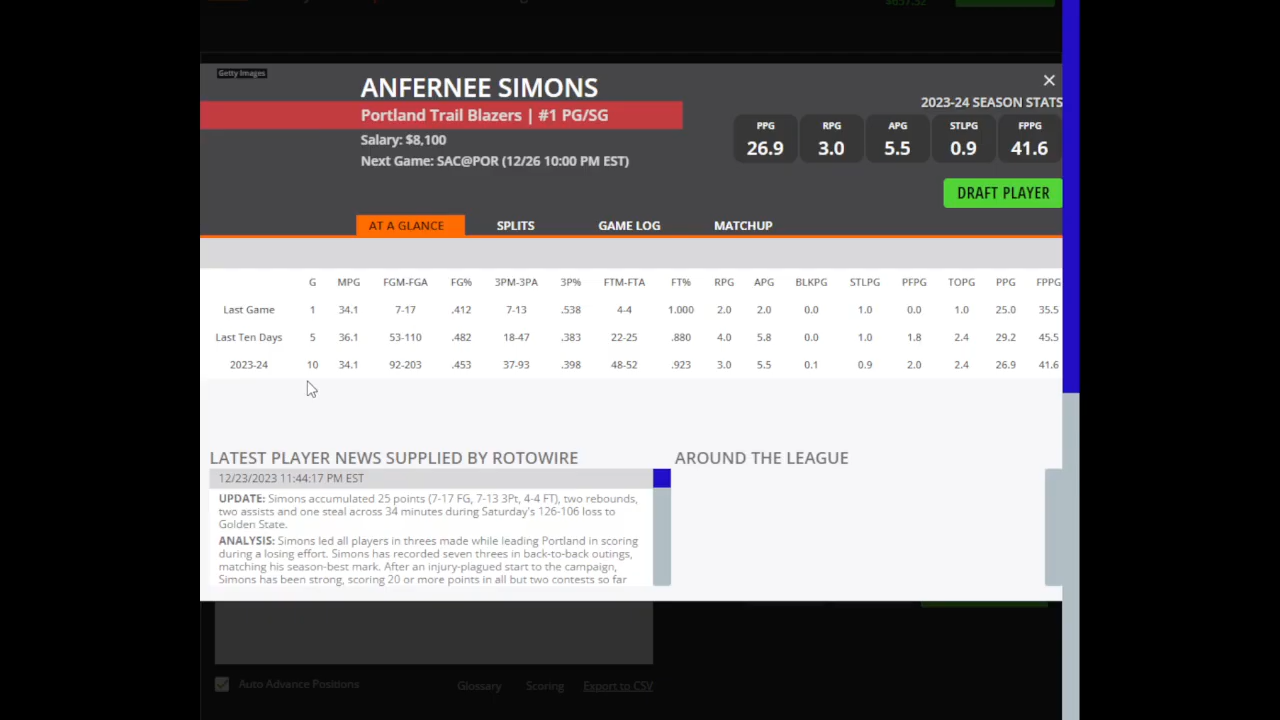 $657.52
Getty Images
ANFERNEE SIMONS
Portland Trail Blazers | #1 PG/SG
Salary: $8,100
Next Game: SAC@POR (12/26 10:00 PM EST)
2023-24 SEASON STATS
PPG RPG APG STLPG FPPG
26.9 3.0 5.5 0.9 41.6
DRAFT PLAYER
AT A GLANCE SPLITS GAME LOG MATCHUP
G MPG FGM-FGA FG% 3PM-3PA 3P% FTM-FTA FT% RPG APG BLKPG STLPG PFPG TOPG PPG FPPG
Last Game 1 34.1 7-17 .412 7-13 .538 4-4 1.000 2.0 2.0 0.0 1.0 0.0 1.0 25.0 35.5
Last Ten Days 5 36.1 53-110 .482 18-47 .383 22-25 .880 4.0 5.8 0.0 1.0 1.8 2.4 29.2 45.5
2023-24 10 34.1 92-203 .453 37-93 .398 48-52 .923 3.0 5.5 0.1 0.9 2.0 2.4 26.9 41.6
LATEST PLAYER NEWS SUPPLIED BY ROTOWIRE
12/23/2023 11:44:17 PM EST
UPDATE: Simons accumulated 25 points (7-17 FG, 7-13 3Pt, 4-4 FT), two rebounds,
two assists and one steal across 34 minutes during Saturday's 126-106 loss to
Golden State.
ANALYSIS: Simons led all players in threes made while leading Portland in scoring
during a losing effort. Simons has recorded seven threes in back-to-back outings,
matching his season-best mark. After an injury-plagued start to the campaign,
Simons has been strong, scoring 20 or more points in all but two contests so far
AROUND THE LEAGUE
Auto Advance Positions Glossary Scoring Export to CSV